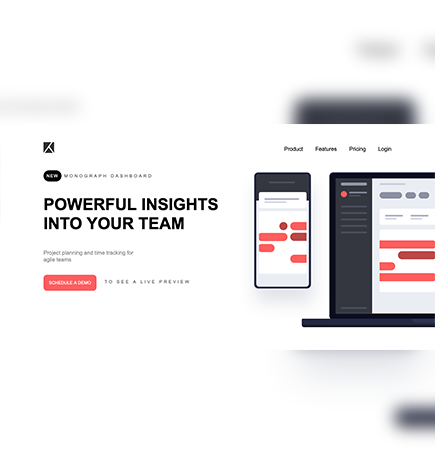 Product Features Pricing Login
NEW MONOGRAPH DASHBOARD
POWERFUL INSIGHTS
INTO YOUR TEAM
Project planning and time tracking for
agile teams
SCHEDULE A DEMO TO SEE A LIVE PREVIEW